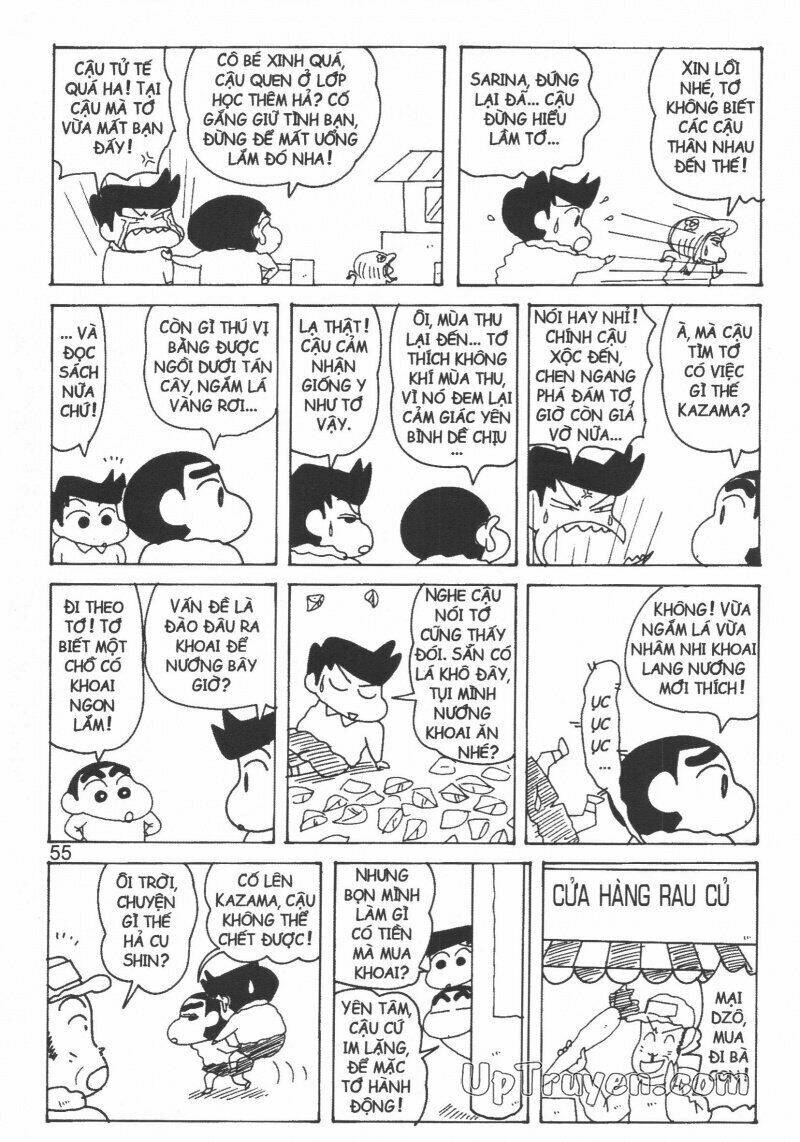 XIN LỖI
NHÉ, TỚ
KHÔNG BIẾT
CÁC CẬU
THÂN NHAU
ĐẾN THẾ!
SARINA, ĐỨNG
LẠI ĐÃ... CẬU
ĐỪNG HIỂU
LẦM TỚ...
CÔ BÉ XINH QUÁ,
CẬU QUEN Ở LỚP
HỌC THÊM HẢ? CỐ
GẮNG GIỮ TÌNH BẠN,
ĐỪNG ĐỂ MẤT UỔNG
LẮM ĐÓ NHA!
CẬU TỬ TẾ
QUÁ HA! TẠI
CẬU MÀ TỚ
VỪA MẤT BẠN
ĐẤY!
À, MÀ CẬU
TÌM TỚ
CÓ VIỆC
GÌ THẾ
KAZAMA?
NÓI HAY NHỈ!
CHÍNH CẬU
XỘC ĐẾN,
CHEN NGANG
PHÁ ĐÁM TỚ,
GIỜ CÒN GIẢ
VỜ NỮA...
ÔI, MÙA THU
LẠI ĐẾN... TỚ
THÍCH KHÔNG
KHÍ MÙA THU,
VÌ NÓ ĐEM LẠI
CẢM GIÁC YÊN
BÌNH DỄ CHỊU
...
LẠ THẬT!
CẬU CẢM
NHẬN
GIỐNG Y
NHƯ TỚ
VẬY.
CÒN GÌ THÚ VỊ
BẰNG ĐƯỢC
NGỒI DƯỚI TÁN
CÂY, NGẮM LÁ
VÀNG RƠI...
... VÀ
ĐỌC
SÁCH
NỮA
CHỨ!
KHÔNG! VỪA
NGẮM LÁ VỪA
NHÂM NHI KHOAI
LANG NƯỚNG
MỚI THÍCH!
ỤC
ỤC
ỤC
...
NGHE CẬU
NÓI TỚ
CŨNG THẤY
ĐÓI. SẴN CÓ
LÁ KHÔ ĐÂY,
TỤI MÌNH
NƯỚNG
KHOAI ĂN
NHÉ?
VẤN ĐỀ LÀ
ĐÀO ĐÂU RA
KHOAI ĐỂ
NƯỚNG BÂY
GIỜ?
ĐI THEO
TỚ! TỚ
BIẾT MỘT
CHỖ CÓ
KHOAI
NGON
LẮM!
55
CỬA HÀNG RAU CỦ
MẠI
DZÔ,
MUA
ĐI BÀ
CON!
NHƯNG
BỌN MÌNH
LÀM GÌ
CÓ TIỀN
MÀ MUA
KHOAI?
YÊN TÂM,
CẬU CỨ
IM LẶNG,
ĐỂ MẶC
TỚ HÀNH
ĐỘNG!
CỐ LÊN
KAZAMA, CẬU
KHÔNG THỂ
CHẾT ĐƯỢC!
ÔI TRỜI,
CHUYỆN
GÌ THẾ
HẢ CU
SHIN?
UpTruyen.com